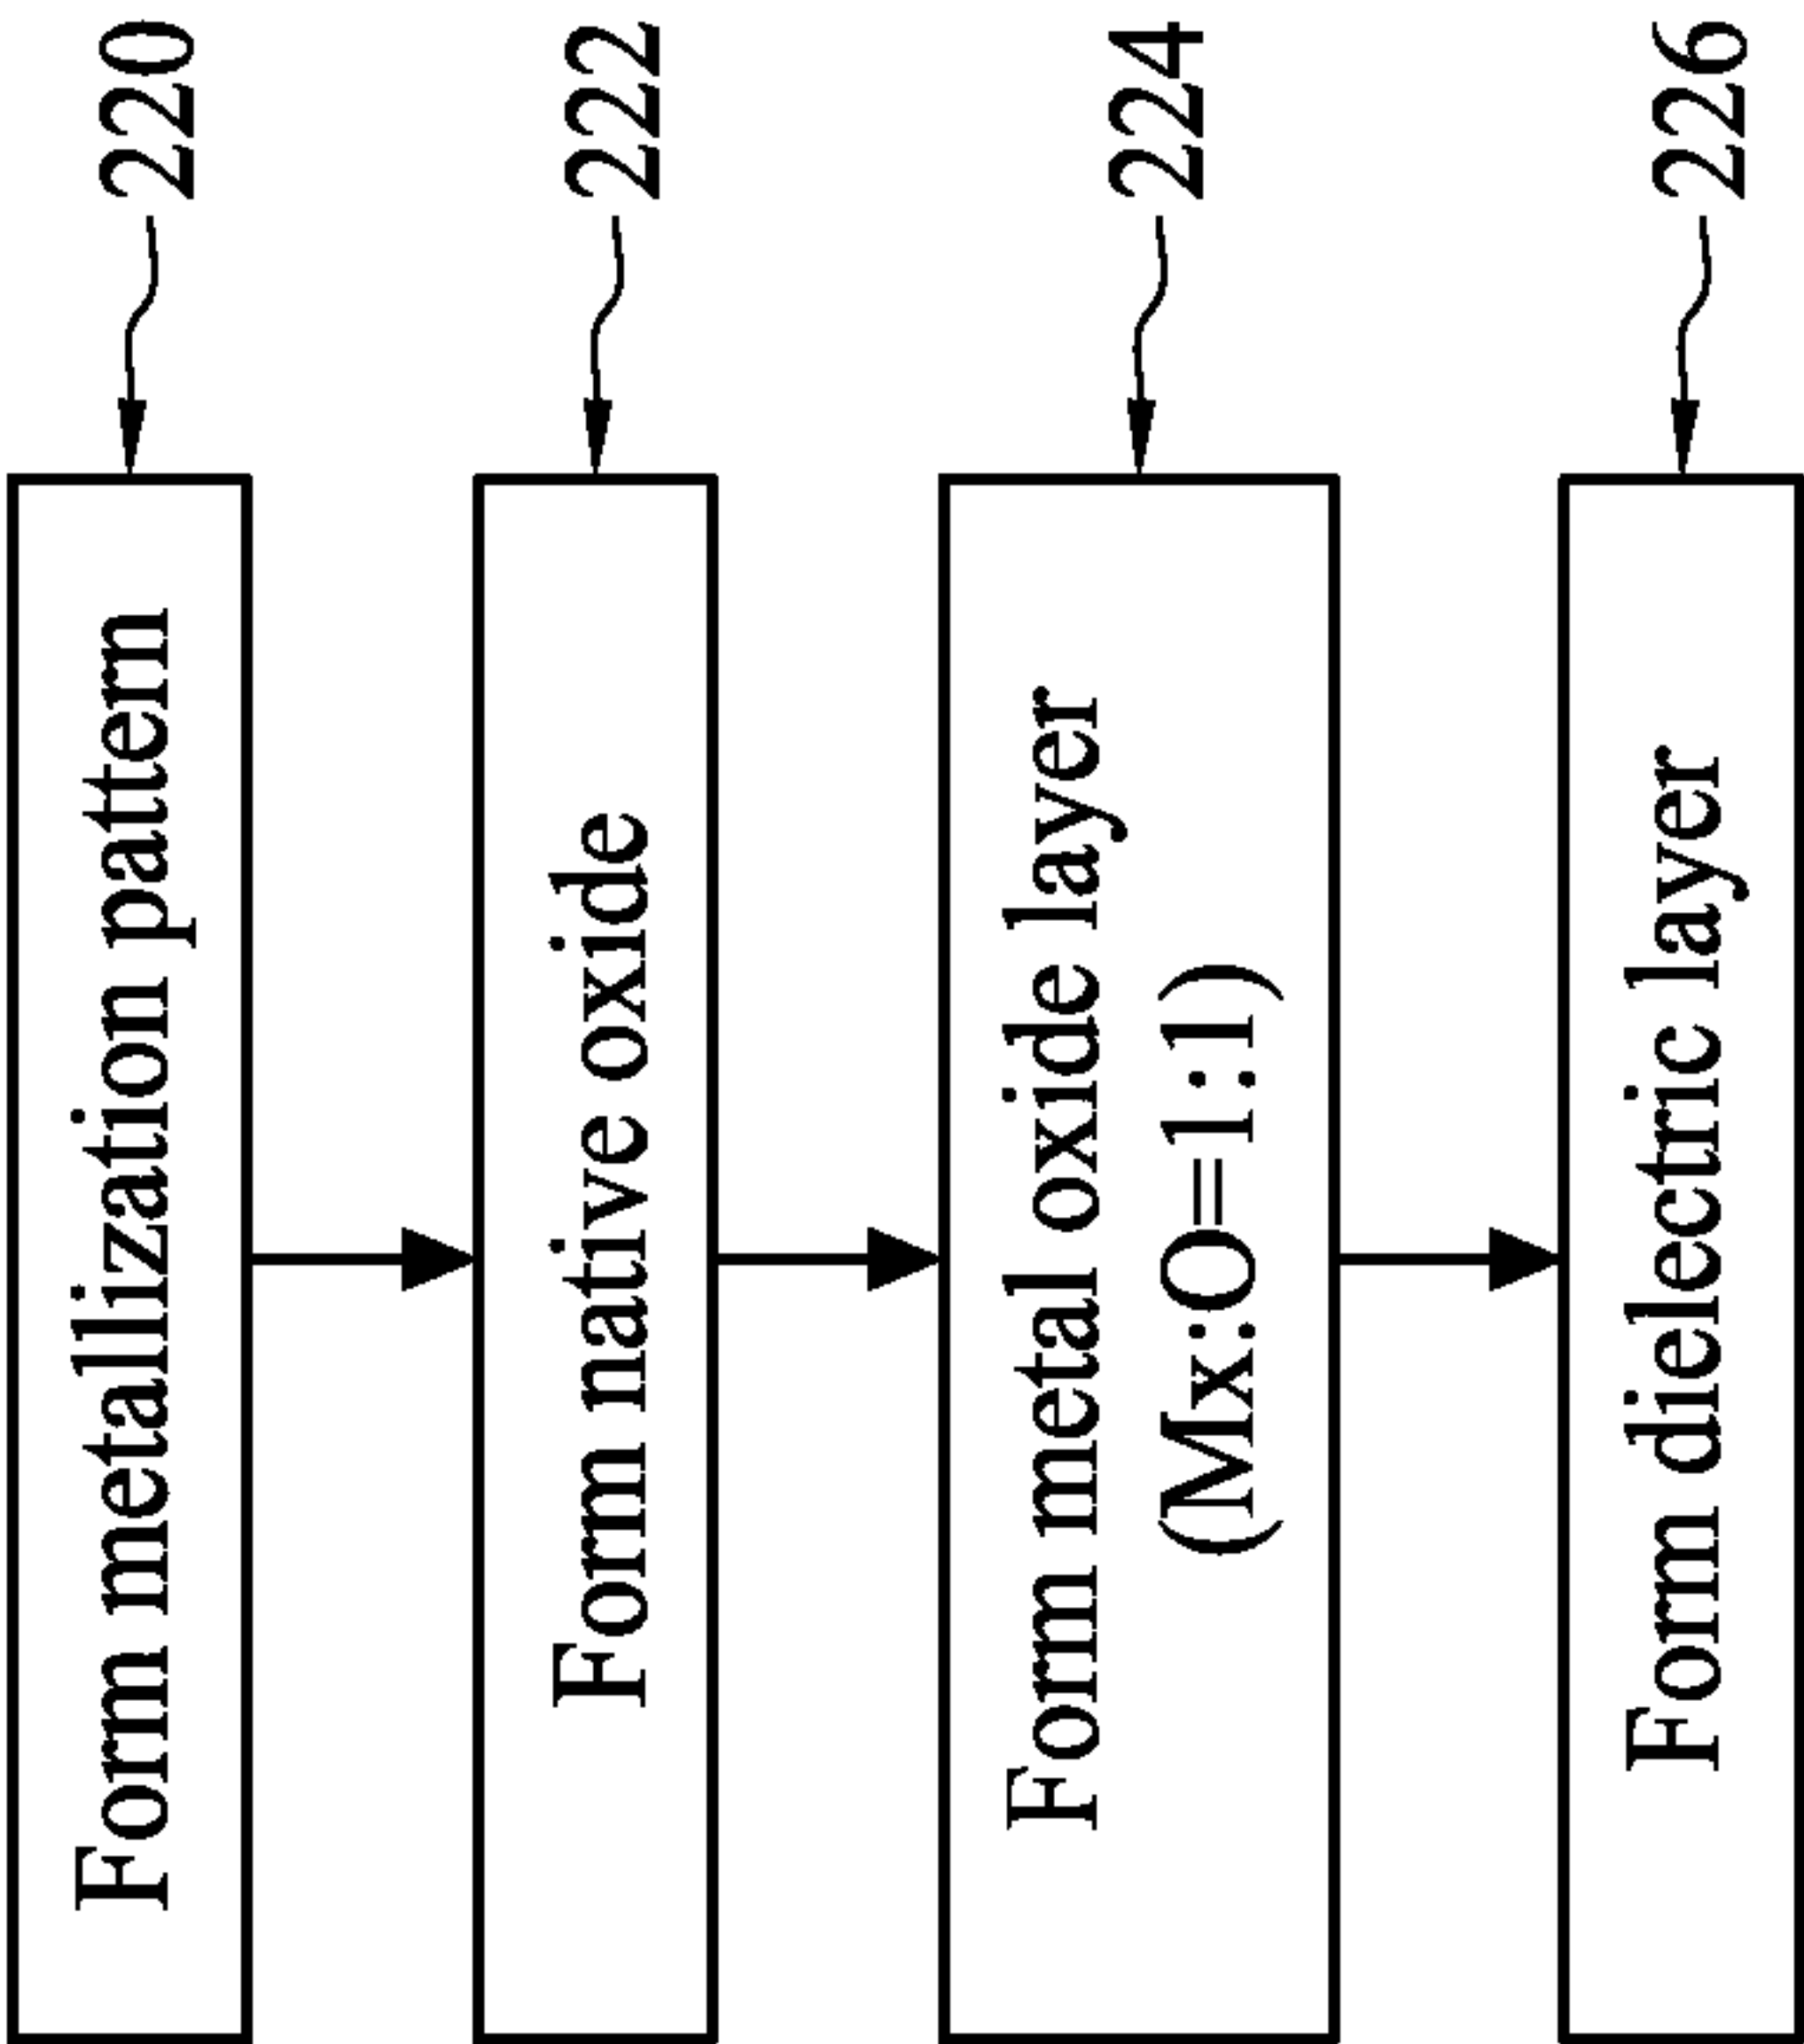 Form metallization pattern
220
Form native oxide
222
Form metal oxide layer
(Mx:O=1:1)
224
Form dielectric layer
226